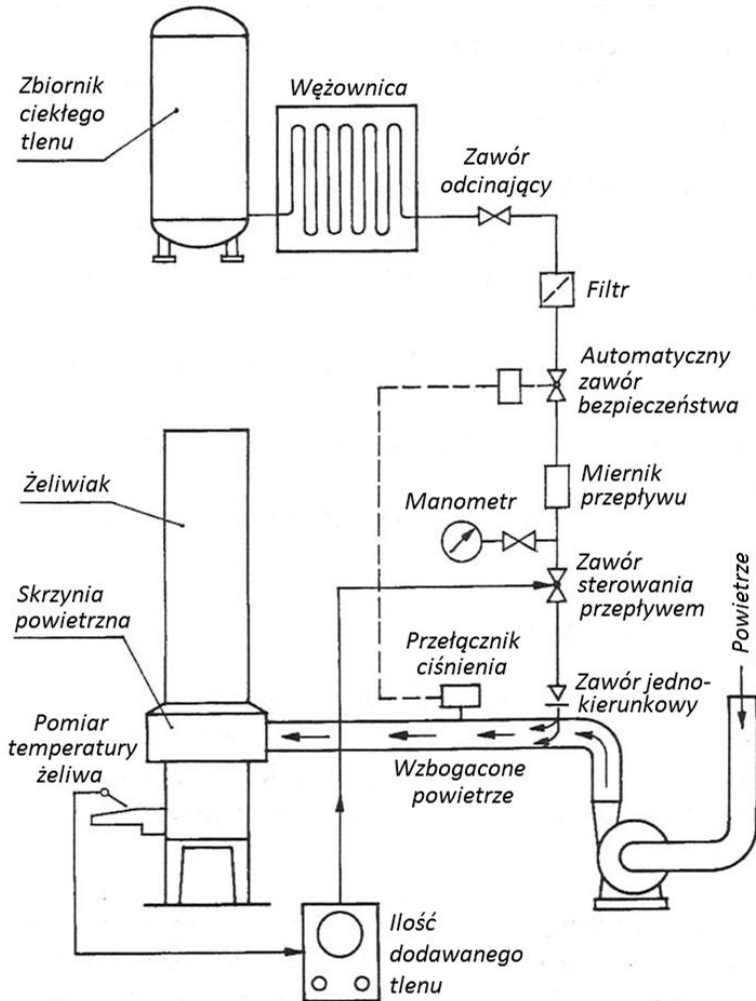 Zbiornik
ciekłego
tlenu
Wężownica
Zawór
odcinający
Filtr
Automatyczny
zawór
bezpieczeństwa
Żeliwiak
Manometr
Miernik
przepływu
Zawór
sterowania
przepływem
Powietrze
Skrzynia
powietrzna
Przełącznik
ciśnienia
Zawór jedno-
kierunkowy
Pomiar
temperatury
żeliwa
Wzbogacone
powietrze
Ilość
dodawanego
tlenu